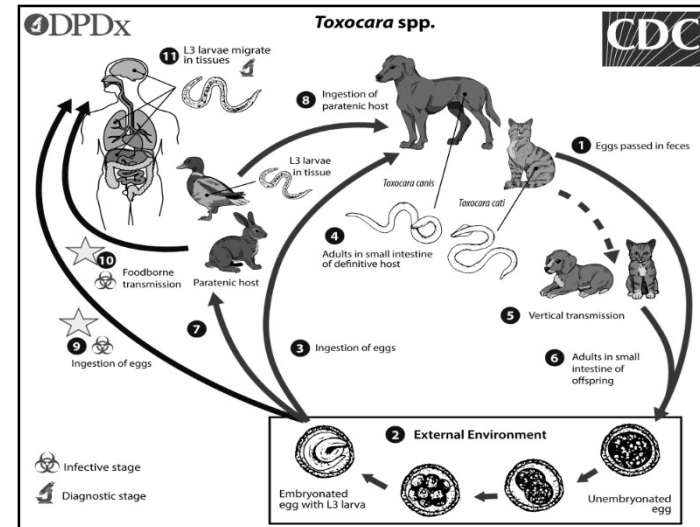 DPDx
Toxocara spp.
CDC
11 L3 larvae migrate
in tissues
8 Ingestion of
paratenic host
1 Eggs passed in feces
L3 larvae
in tissue
Toxocara canis
Toxocara cati
4
Adults in small intestine
of definitive host
10
Foodborne
transmission
Paratenic host
5 Vertical transmission
7
3 Ingestion of eggs
9
Ingestion of eggs
6 Adults in small
intestine of
offspring
2 External Environment
Infective stage
Diagnostic stage
Embryonated
egg with L3 larva
Unembryonated
egg